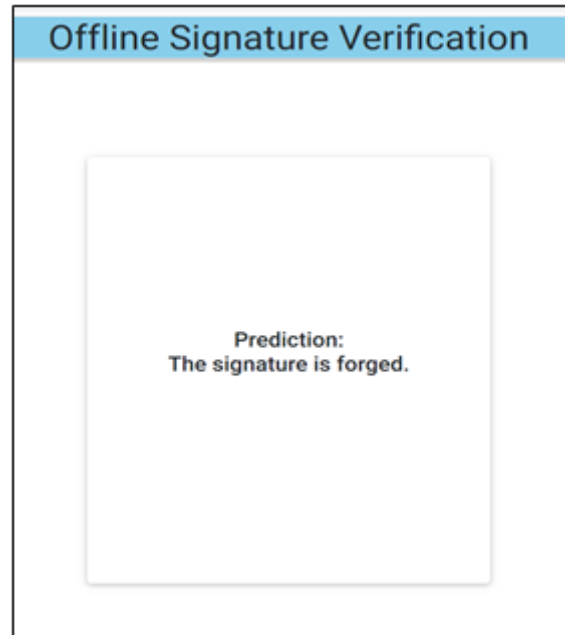 Offline Signature Verification
Prediction:
The signature is forged.